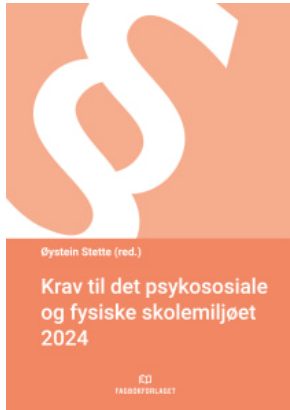 §
Øystein Stette (red.)
Krav til det psykososiale
og fysiske skolemiljøet
2024
FAGBOKFORLAGET